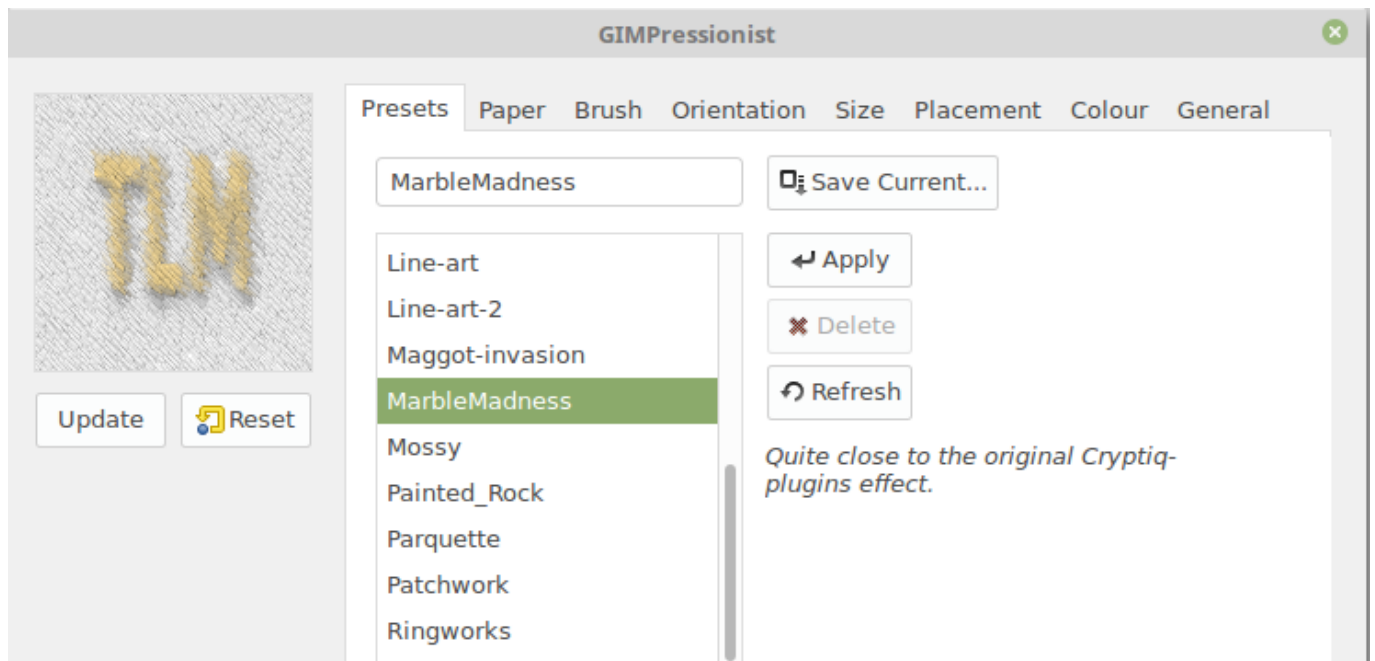 GIMPressionist
TLM
Presets Paper Brush Orientation Size Placement Colour General
MarbleMadness
Save Current...
Line-art
Line-art-2
Maggot-invasion
MarbleMadness
Mossy
Painted_Rock
Parquette
Patchwork
Ringworks
Apply
Delete
Refresh
Quite close to the original Cryptiq-
plugins effect.
Update Reset